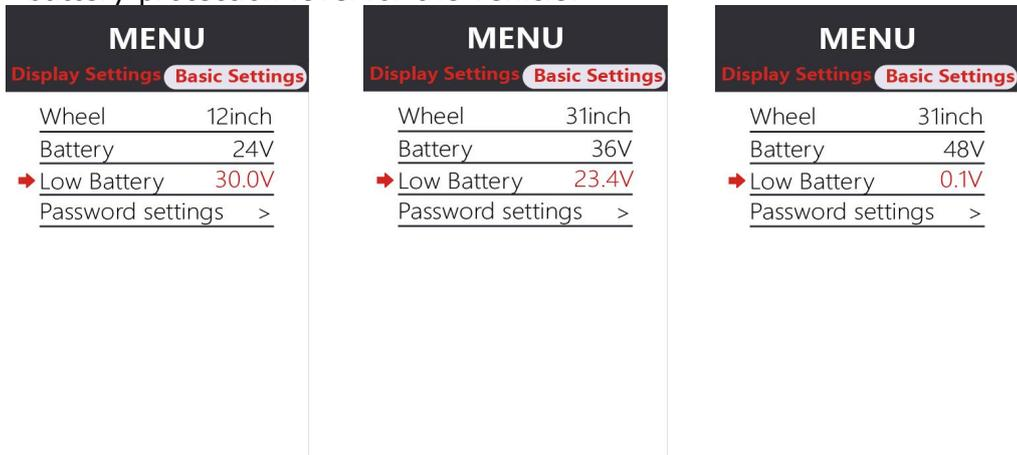 battery protection
MENU
Display Settings Basic Settings
Wheel 12inch
Battery 24V
Low Battery 30.0V
Password settings >
MENU
Display Settings Basic Settings
Wheel 31inch
Battery 36V
Low Battery 23.4V
Password settings >
MENU
Display Settings Basic Settings
Wheel 31inch
Battery 48V
Low Battery 0.1V
Password settings >